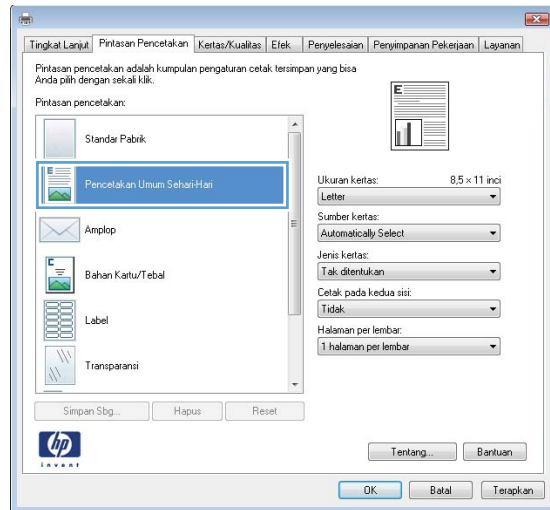 Tingkat Lanjut Pintasan Pencetakan Kertas/Kualitas Efek Penyelesaian Penyimpanan Pekerjaan Layanan
Pintasan pencetakan adalah kumpulan pengaturan cetak tersimpan yang bisa
Anda pilih dengan sekali klik.
Pintasan pencetakan:
Standar Pabrik
Pencetakan Umum Sehari-Hari
Amplop
Bahan Kartu/Tebal
Label
Transparansi
Simpan Sbg... Hapus Reset
E
Ukuran kertas: 8,5 × 11 inci
Letter
Sumber kertas:
Automatically Select
Jenis kertas:
Tak ditentukan
Cetak pada kedua sisi:
Tidak
Halaman per lembar:
1 halaman per lembar
hp
invent
Tentang... Bantuan
OK Batal Terapkan